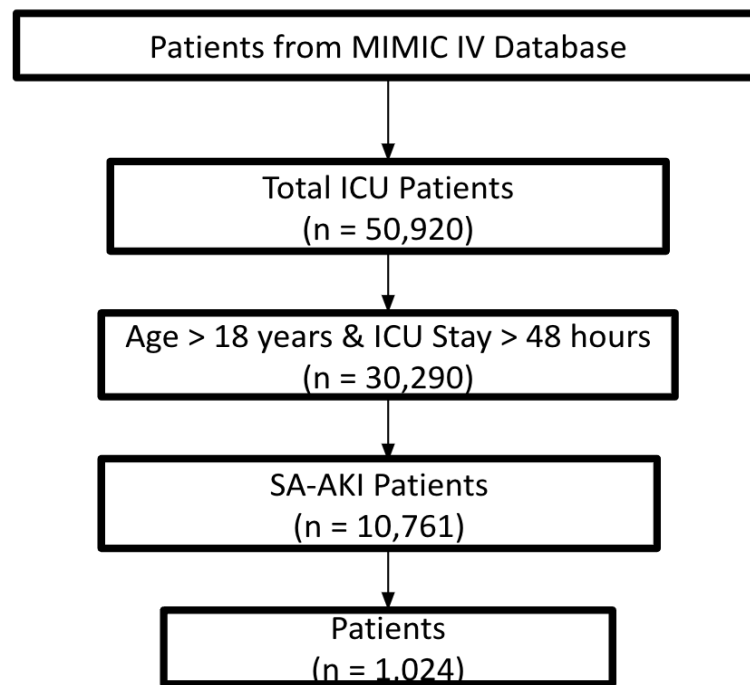 Patients from MIMIC IV Database
Total ICU Patients
(n = 50,920)
Age > 18 years & ICU Stay > 48 hours
(n = 30,290)
SA-AKI Patients
(n = 10,761)
Patients
(n = 1,024)